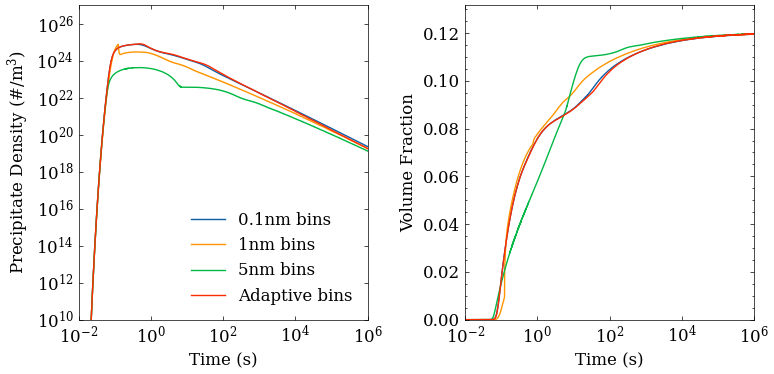 10^26
10^24
10^22
10^20
10^18
10^16
10^14
10^12
10^10
Precipitate Density (#/m^3)
0.1nm bins
1nm bins
5nm bins
Adaptive bins
10^−2 10^0 10^2 10^4 10^6
Time (s)
0.12
0.10
0.08
0.06
0.04
0.02
0.00
Volume Fraction
10^−2 10^0 10^2 10^4 10^6
Time (s)